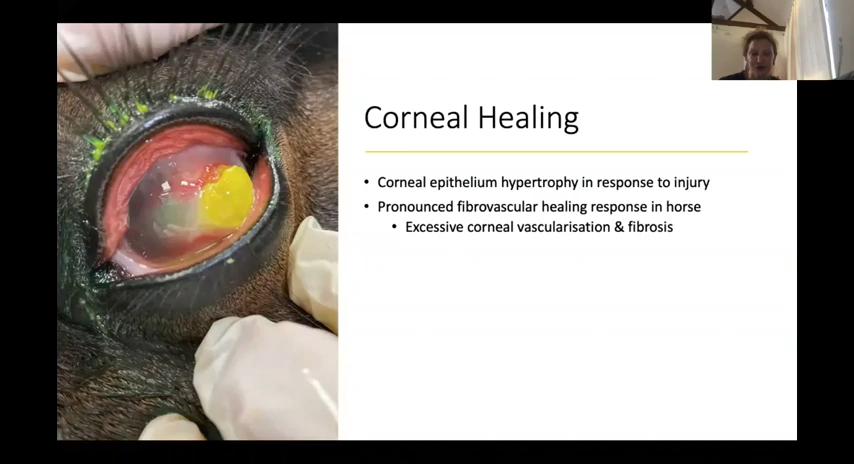 Corneal Healing
• Corneal epithelium hypertrophy in response to injury
• Pronounced fibrovascular healing response in horse
• Excessive corneal vascularisation & fibrosis